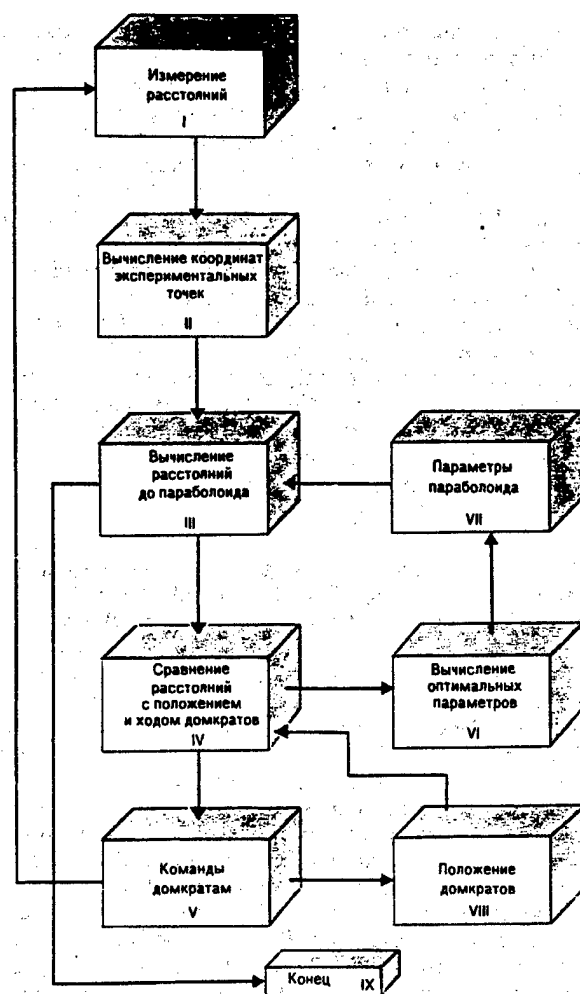 Измерение
расстояний
I
Вычисление координат
экспериментальных
точек
II
Вычисление
расстояний
до параболоида
III
Параметры
параболоида
VII
Сравнение
расстояний
с положением
и ходом домкратов
IV
Вычисление
оптимальных
параметров
VI
Команды
домкратам
V
Положение
домкратов
VIII
Конец IX